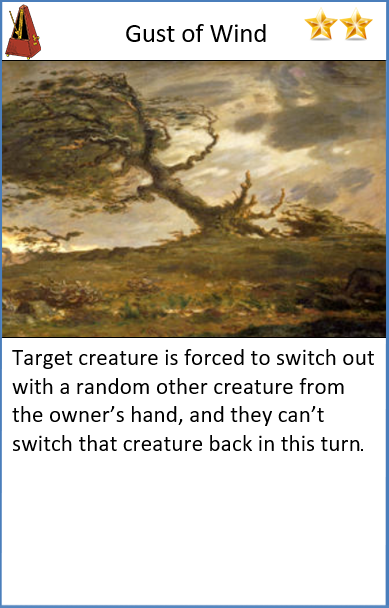 Gust of Wind
Target creature is forced to switch out
with a random other creature from
the owner’s hand, and they can’t
switch that creature back in this turn.